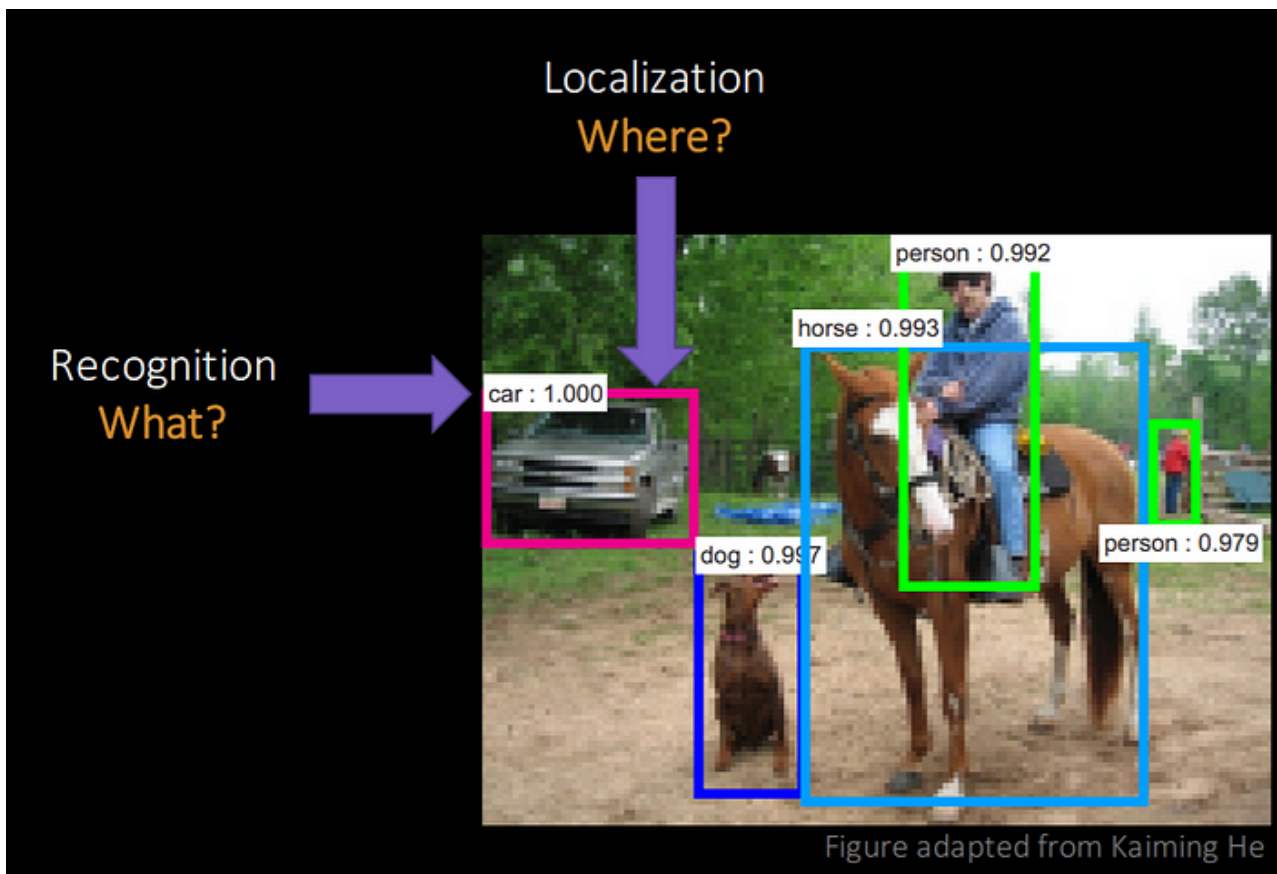 Localization
Where?
Recognition
What?
person : 0.992
horse : 0.993
car : 1.000
dog : 0.997
person : 0.979
Figure adapted from Kaiming He